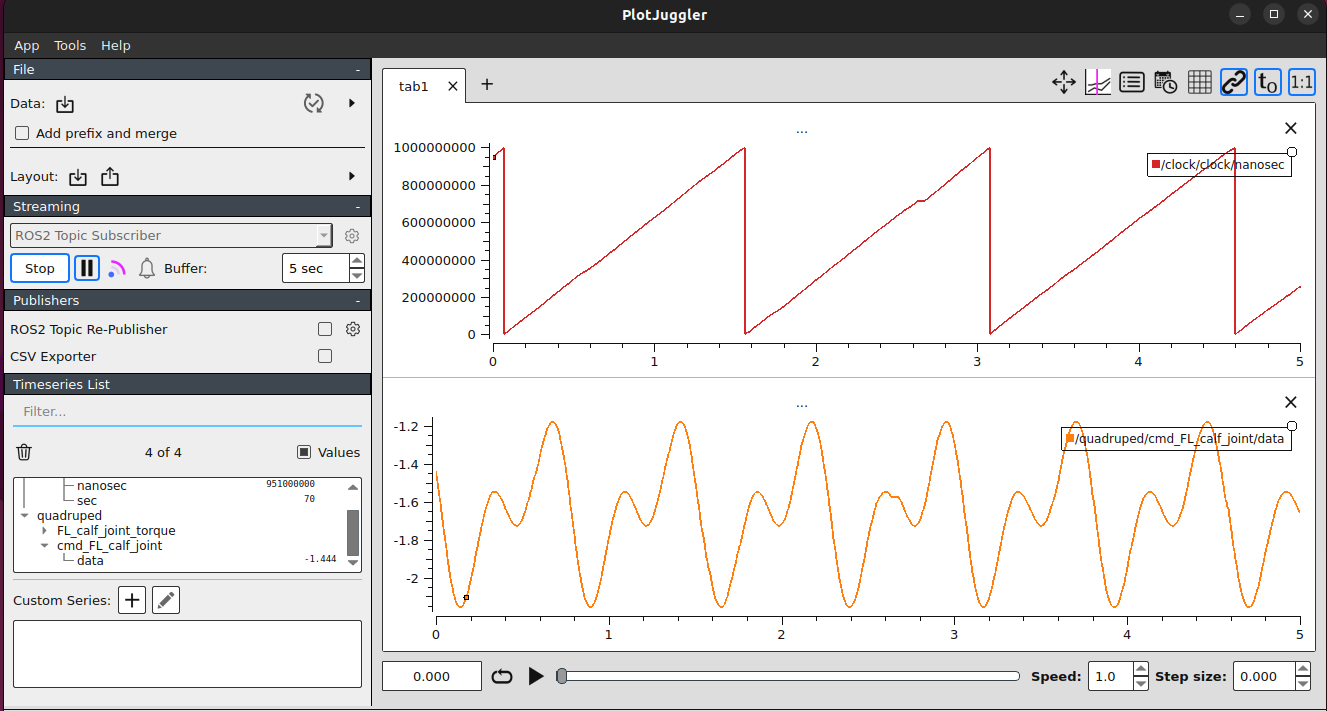 PlotJuggler
App Tools Help
File -
Data:
Add prefix and merge
Layout:
Streaming -
ROS2 Topic Subscriber
Stop Buffer: 5 sec
Publishers -
ROS2 Topic Re-Publisher
CSV Exporter
Timeseries List
Filter...
4 of 4 Values
nanosec 951000000
sec 70
quadruped
FL_calf_joint_torque
cmd_FL_calf_joint
data -1.444
Custom Series:
tab1
t0 1:1
...
/clock/clock/nanosec
1000000000
800000000
600000000
400000000
200000000
0
0 1 2 3 4 5
...
/quadruped/cmd_FL_calf_joint/data
-1.2
-1.4
-1.6
-1.8
-2
0 1 2 3 4 5
0.000 Speed: 1.0 Step size: 0.000